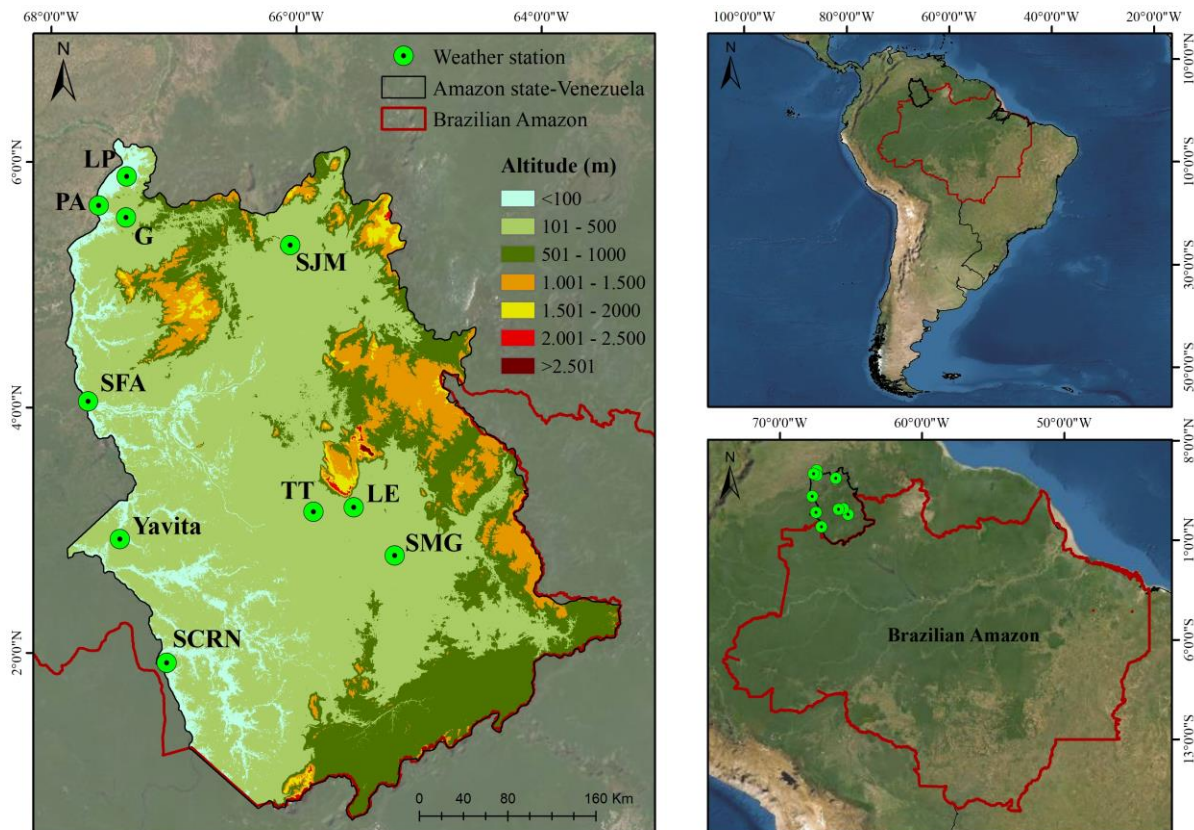 68°0'0"W
66°0'0"W
64°0'0"W
N
Weather station
Amazon state-Venezuela
Brazilian Amazon
Altitude (m)
<100
101 - 500
501 - 1000
1.001 - 1.500
1.501 - 2000
2.001 - 2.500
>2.501
6°0'0"N
4°0'0"N
2°0'0"N
LP
PA
G
SJM
SFA
TT
LE
Yavita
SMG
SCRN
0 40 80 120 160 Km
100°0'0"W
80°0'0"W
60°0'0"W
40°0'0"W
20°0'0"W
N
10°0'0"N
10°0'0"S
30°0'0"S
50°0'0"S
70°0'0"W
60°0'0"W
50°0'0"W
N
8°0'0"N
1°0'0"N
6°0'0"S
13°0'0"S
Brazilian Amazon